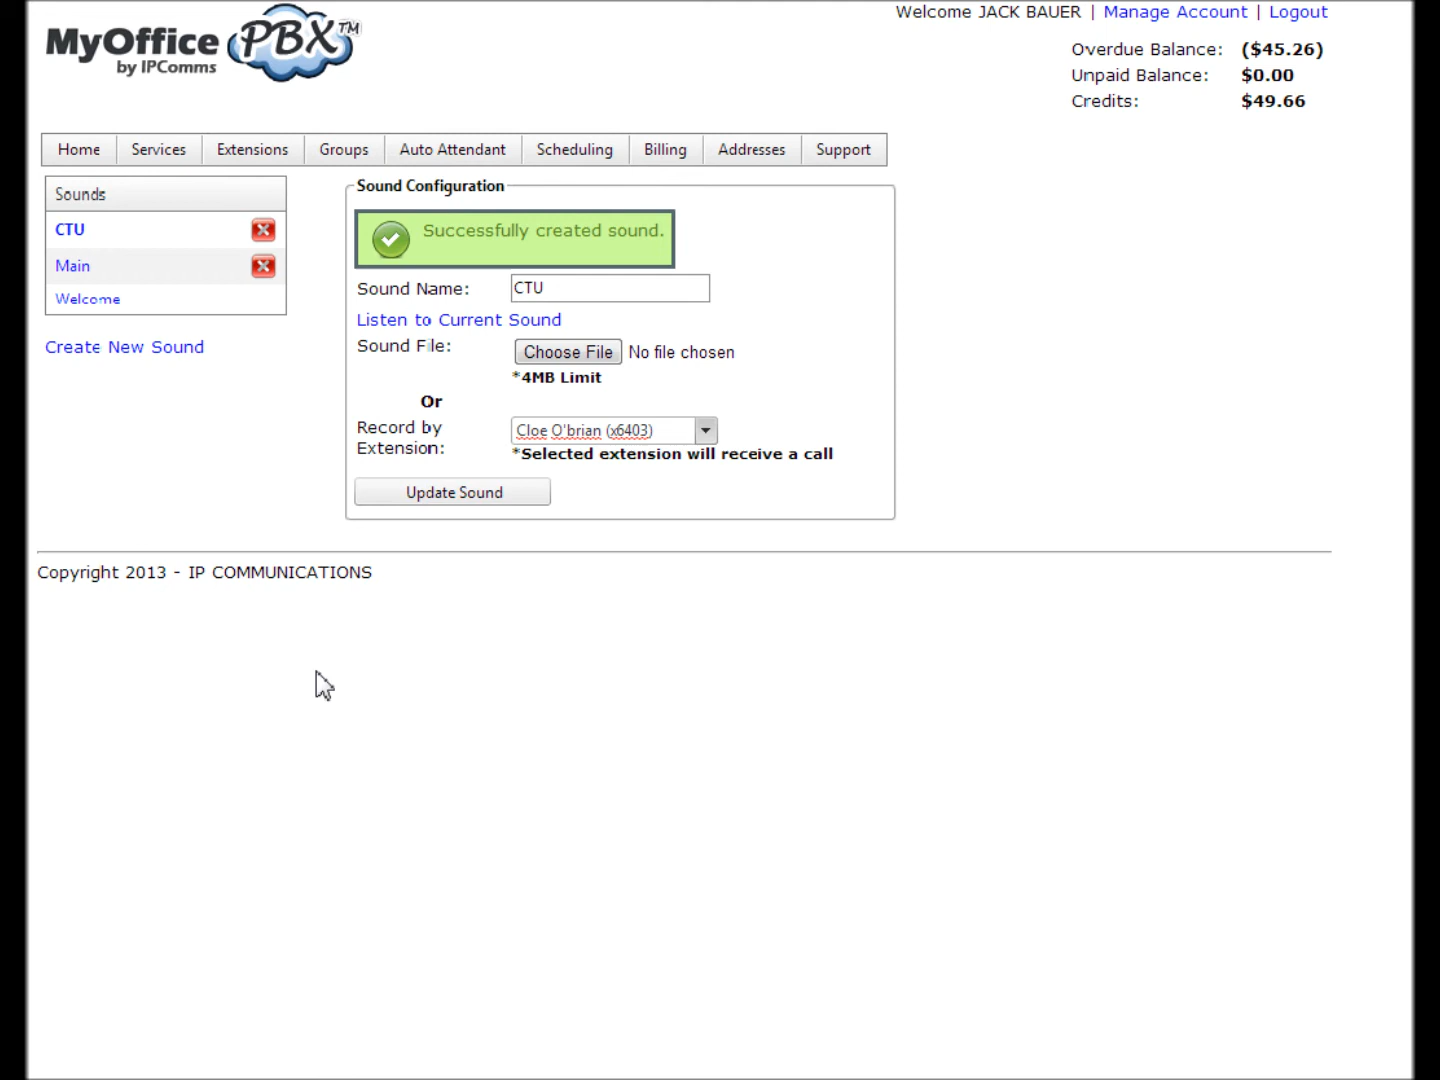 MyOffice PBX™
by IPComms
Welcome JACK BAUER | Manage Account | Logout
Overdue Balance: ($45.26)
Unpaid Balance: $0.00
Credits: $49.66
Home Services Extensions Groups Auto Attendant Scheduling Billing Addresses Support
Sounds
CTU
Main
Welcome
Create New Sound
Sound Configuration
Successfully created sound.
Sound Name: CTU
Listen to Current Sound
Sound File: Choose File No file chosen
*4MB Limit
Or
Record by
Extension: Cloe O'brian (x6403)
*Selected extension will receive a call
Update Sound
Copyright 2013 - IP COMMUNICATIONS